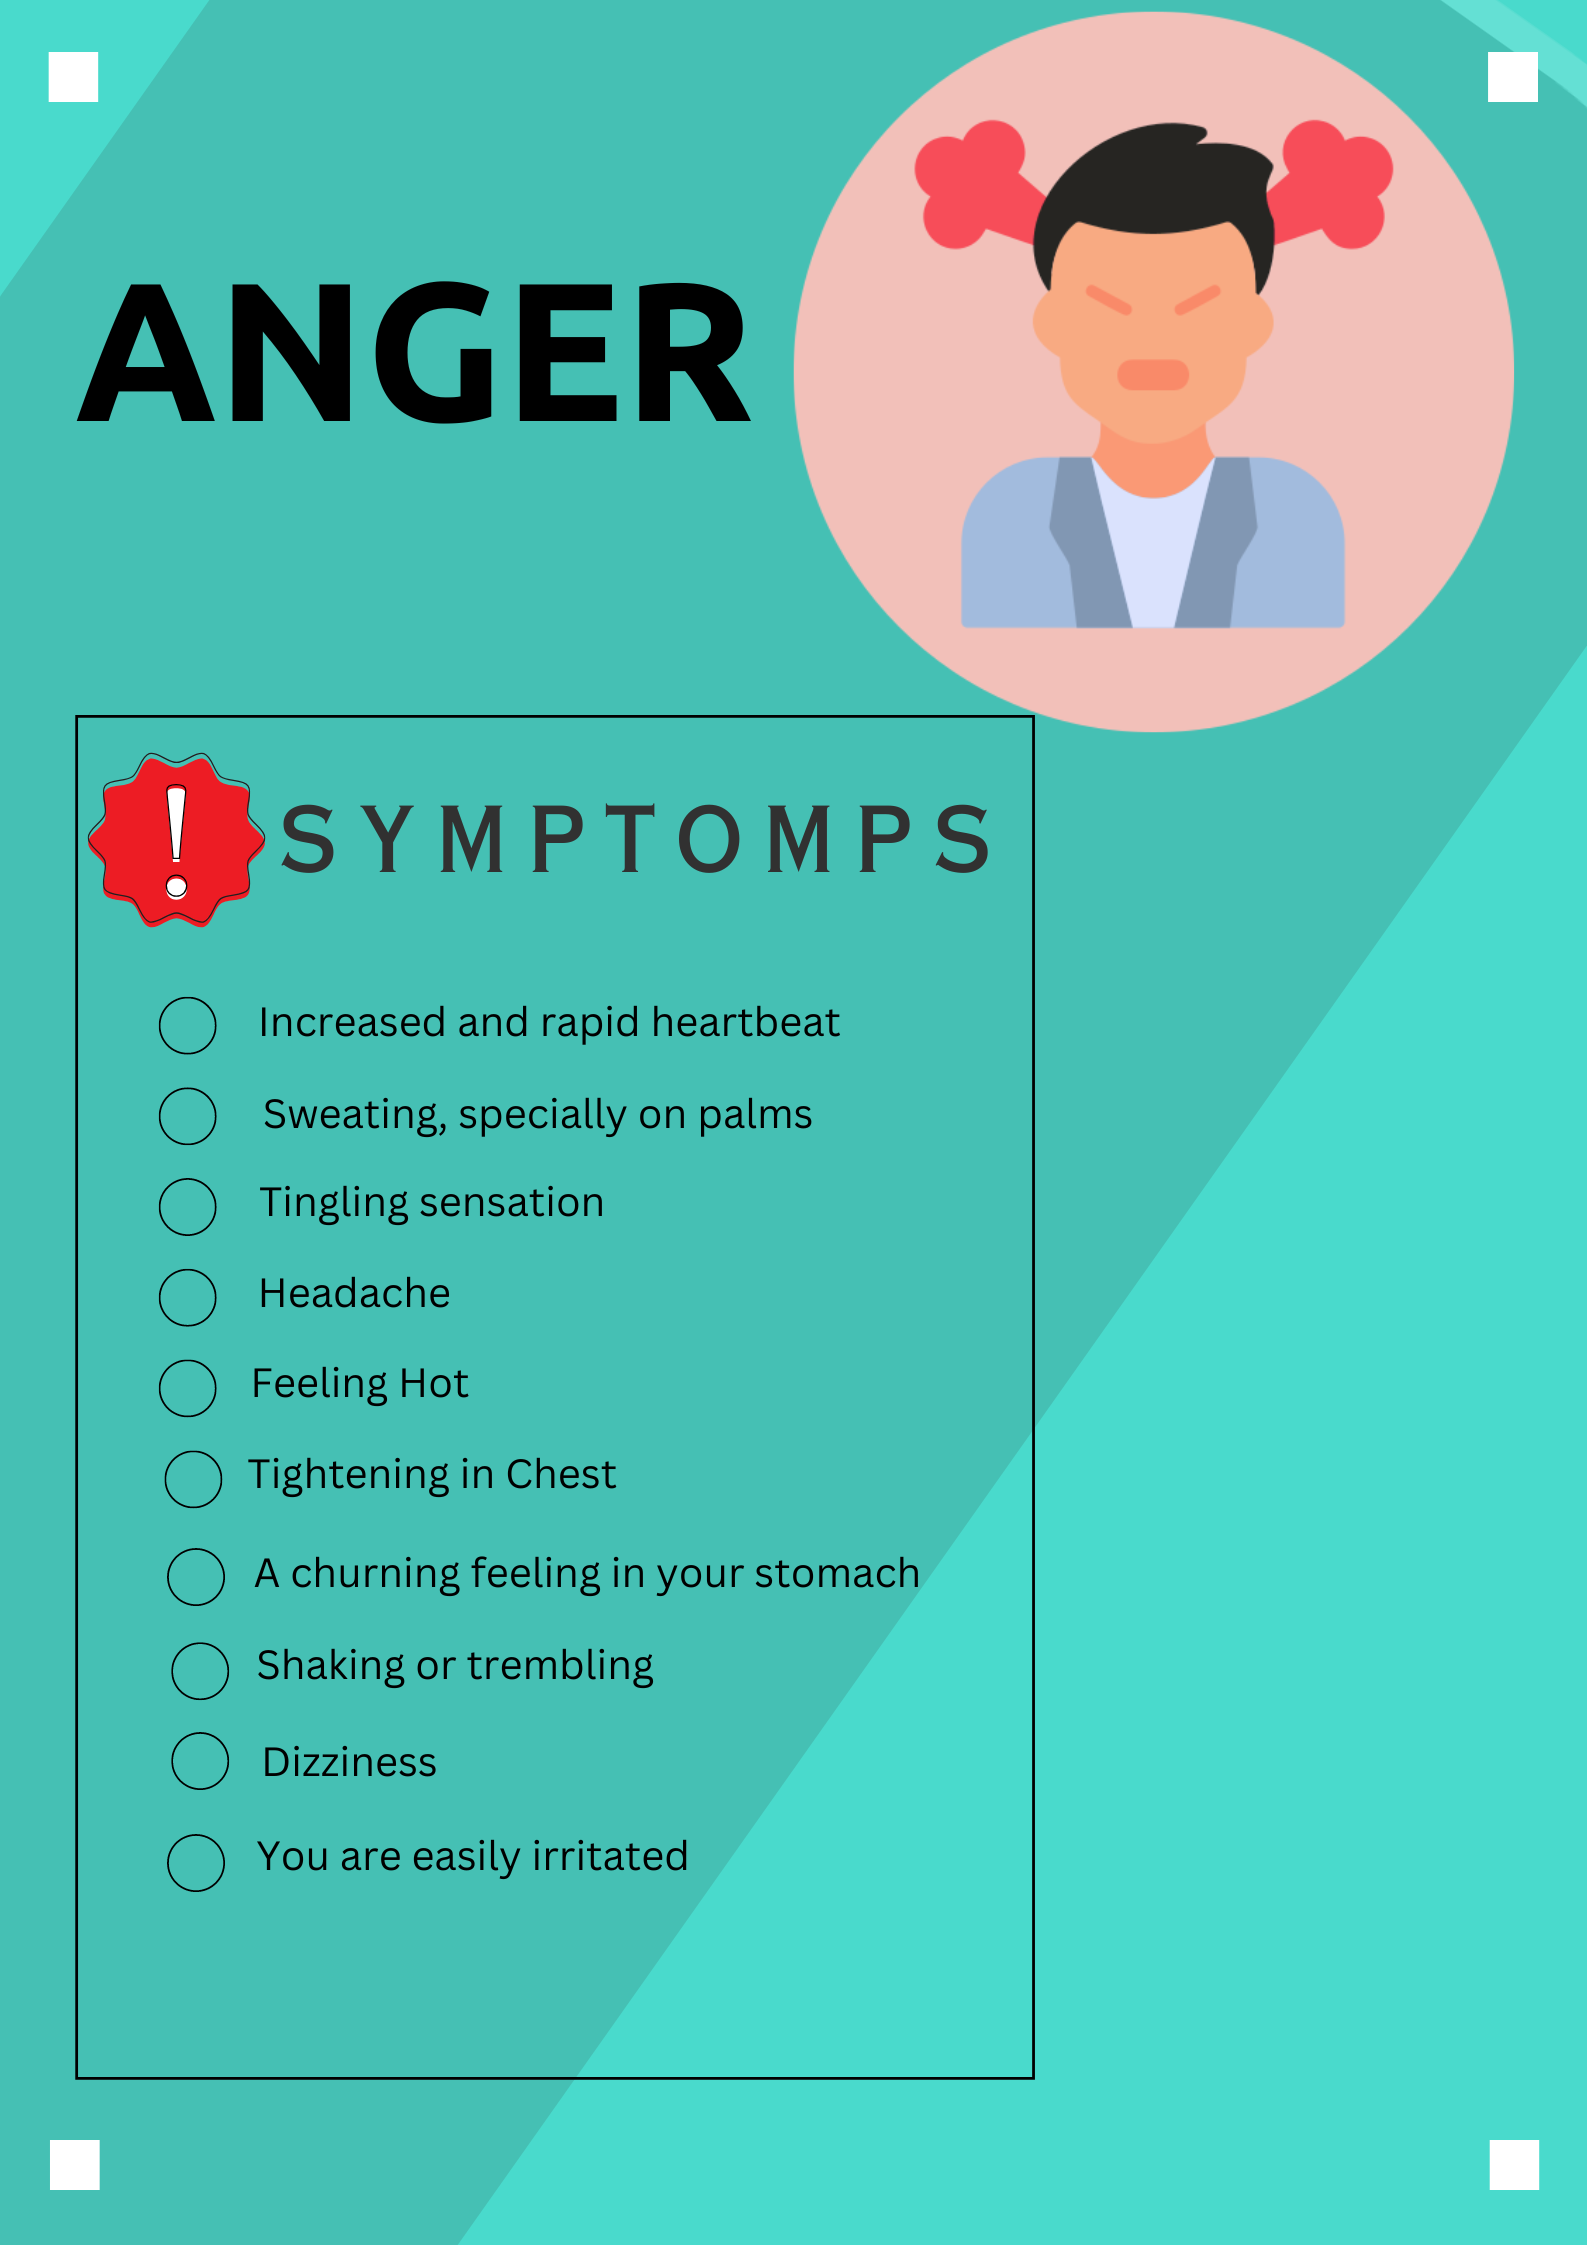 ANGER
SYMPTOMPS
Increased and rapid heartbeat
Sweating, specially on palms
Tingling sensation
Headache
Feeling Hot
Tightening in Chest
A churning feeling in your stomach
Shaking or trembling
Dizziness
You are easily irritated